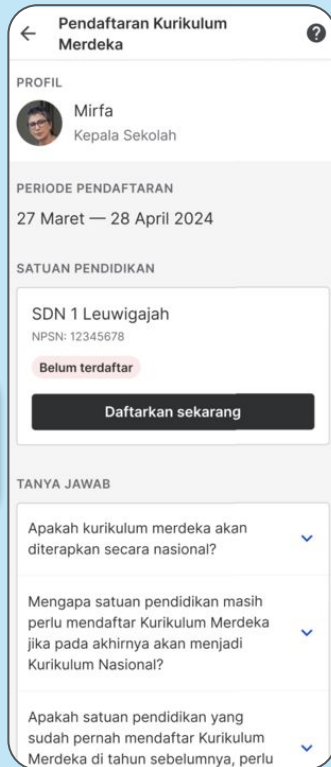 Pendaftaran Kurikulum
Merdeka
PROFIL
Mirfa
Kepala Sekolah
PERIODE PENDAFTARAN
27 Maret — 28 April 2024
SATUAN PENDIDIKAN
SDN 1 Leuwigajah
NPSN: 12345678
Belum terdaftar
Daftarkan sekarang
TANYA JAWAB
Apakah kurikulum merdeka akan
diterapkan secara nasional?
Mengapa satuan pendidikan masih
perlu mendaftar Kurikulum Merdeka
jika pada akhirnya akan menjadi
Kurikulum Nasional?
Apakah satuan pendidikan yang
sudah pernah mendaftar Kurikulum
Merdeka di tahun sebelumnya, perlu